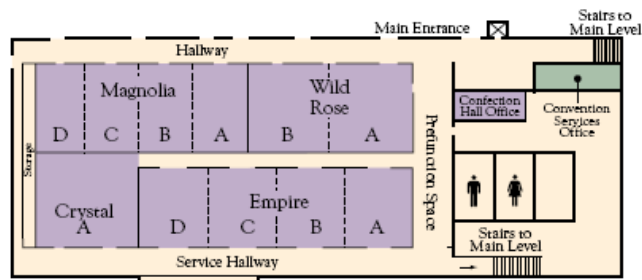 Stairs to
Main Level
Main Entrance
Hallway
Magnolia
Wild
Rose
D C B A B A
Confection
Hall Office
Convention
Services
Office
Prefunction Space
Storage
Crystal
A
Empire
D C B A
Stairs to
Main Level
Service Hallway